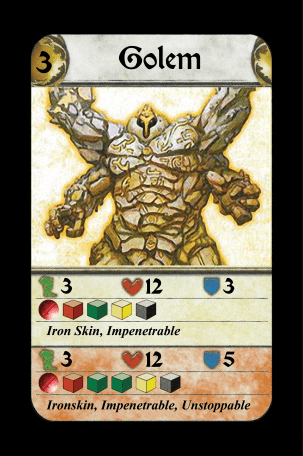 3 Golem
3 12 3
Iron Skin, Impenetrable
3 12 5
Ironskin, Impenetrable, Unstoppable